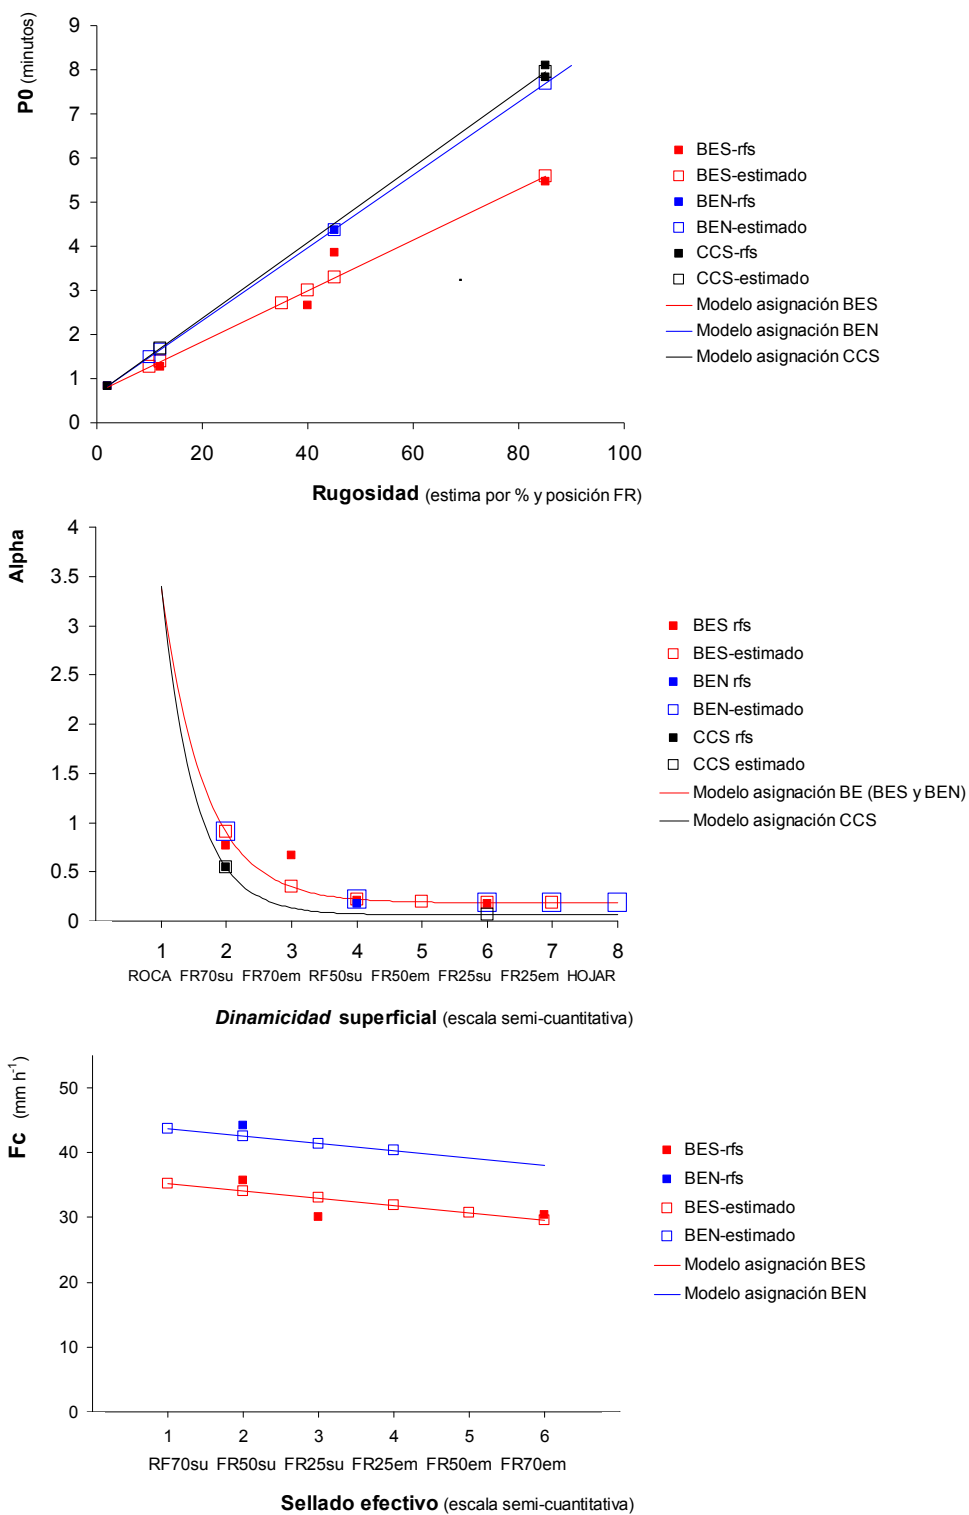 P0 (minutos)
9
8
7
6
5
4
3
2
1
0
0 20 40 60 80 100
Rugosidad (estima por % y posición FR)
BES-rfs
BES-estimado
BEN-rfs
BEN-estimado
CCS-rfs
CCS-estimado
Modelo asignación BES
Modelo asignación BEN
Modelo asignación CCS
Alpha
4
3.5
3
2.5
2
1.5
1
0.5
0
1 2 3 4 5 6 7 8
ROCA FR70su FR70em RF50su FR50em FR25su FR25em HOJAR
Dinamicidad superficial (escala semi-cuantitativa)
BES rfs
BES-estimado
BEN rfs
BEN-estimado
CCS rfs
CCS estimado
Modelo asignación BE (BES y BEN)
Modelo asignación CCS
Fc (mm h-1)
50
40
30
20
10
0
1 2 3 4 5 6
RF70su FR50su FR25su FR25em FR50em FR70em
Sellado efectivo (escala semi-cuantitativa)
BES-rfs
BEN-rfs
BES-estimado
BEN-estimado
Modelo asignación BES
Modelo asignación BEN